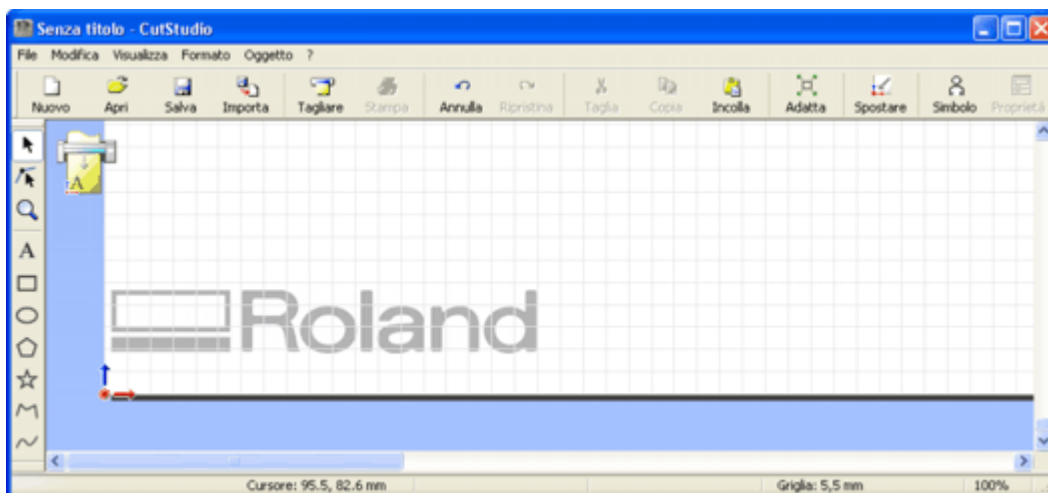 Senza titolo - CutStudio
File Modifica Visualizza Formato Oggetto ?
Nuovo Apri Salva Importa Tagliare Stampa Annulla Ripristina Taglia Copia Incolla Adatta Spostare Simbolo Proprietà
A
A
Roland
Cursore: 95.5, 82.6 mm Griglia: 5,5 mm 100%